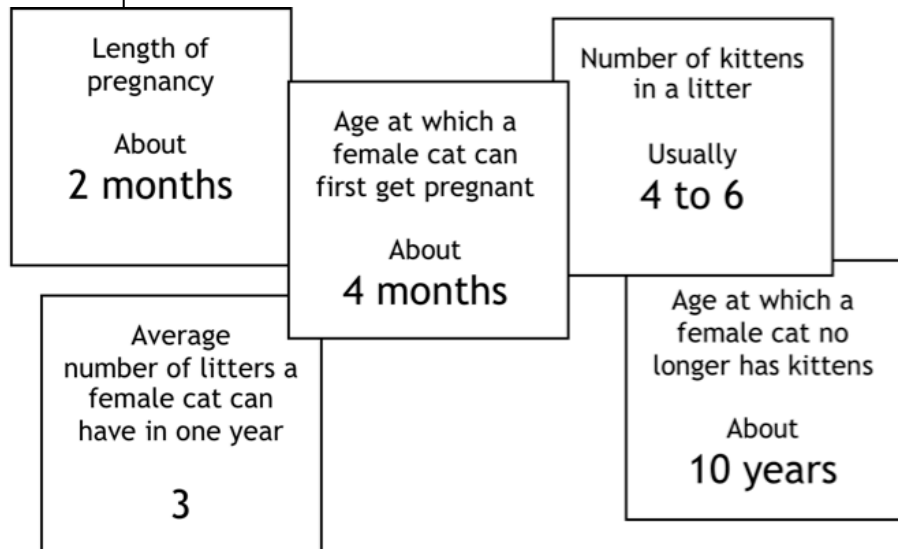 Length of
pregnancy
About
2 months
Age at which a
female cat can
first get pregnant
About
4 months
Number of kittens
in a litter
Usually
4 to 6
Average
number of litters a
female cat can
have in one year
3
Age at which a
female cat no
longer has kittens
About
10 years